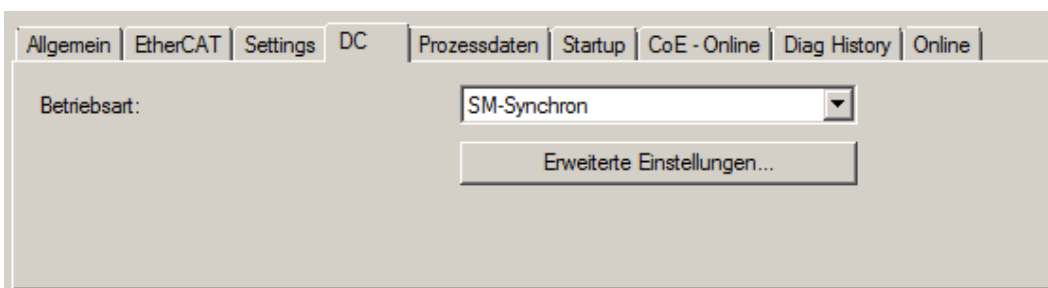 Allgemein EtherCAT Settings DC Prozessdaten Startup CoE - Online Diag History Online
Betriebsart: SM-Synchron
Erweiterte Einstellungen...